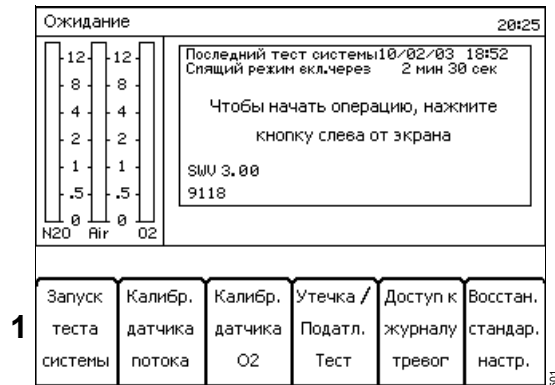 Ожидание 20:25
Последний тест системы 10/02/03 18:52
Спящий режим вкл.через 2 мин 30 сек
Чтобы начать операцию, нажмите
кнопку слева от экрана
SWV 3.00
9118
12 12
8 8
4 4
2 2
1 1
.5 .5
0 0
N2O Air O2
1
Запуск теста системы
Калибр. датчика потока
Калибр. датчика O2
Утечка / Податл. Тест
Доступ к журналу тревог
Восстан. стандар. настр.